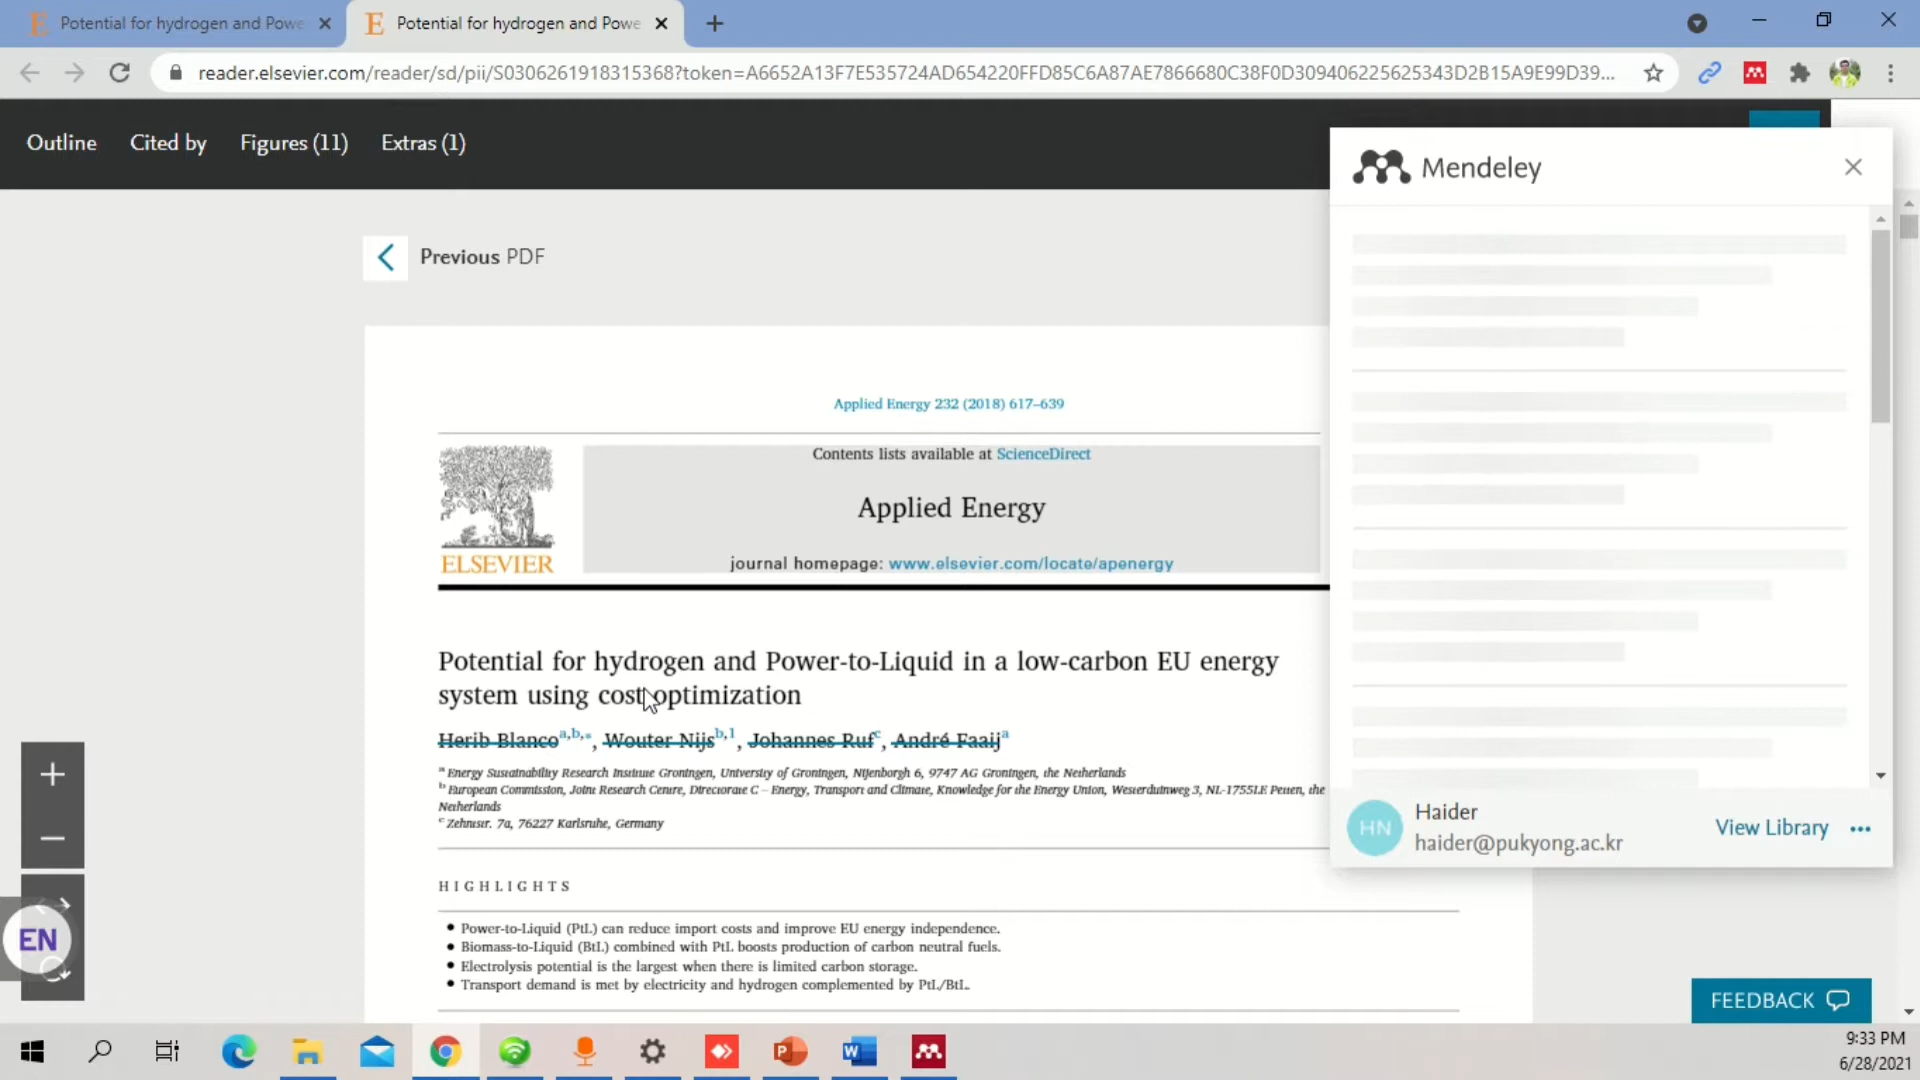 Potential for hydrogen and Powe
Potential for hydrogen and Powe
reader.elsevier.com/reader/sd/pii/S0306261918315368?token=A6652A13F7E535724AD654220FFD85C6A87AE7866680C38F0D309406225625343D2B15A9E99D39...
Outline
Cited by
Figures (11)
Extras (1)
Mendeley
Previous PDF
Applied Energy 232 (2018) 617–639
Contents lists available at ScienceDirect
Applied Energy
ELSEVIER
journal homepage: www.elsevier.com/locate/apenergy
Potential for hydrogen and Power-to-Liquid in a low-carbon EU energy
system using cost optimization
Herib Blanco a,b,*, Wouter Nijs b,1, Johannes Ruf c, André Faaij a
a Energy Sustainability Research Institute Groningen, University of Groningen, Nijenborgh 6, 9747 AG Groningen, the Netherlands
b European Commission, Joint Research Centre, Directorate C – Energy, Transport and Climate, Knowledge for the Energy Union, Westerduinweg 3, NL-1755LE Petten, the
Netherlands
c Zehnstr. 7a, 76227 Karlsruhe, Germany
HIGHLIGHTS
• Power-to-Liquid (PtL) can reduce import costs and improve EU energy independence.
• Biomass-to-Liquid (BtL) combined with PtL boosts production of carbon neutral fuels.
• Electrolysis potential is the largest when there is limited carbon storage.
• Transport demand is met by electricity and hydrogen complemented by PtL/BtL.
HN
Haider
haider@pukyong.ac.kr
View Library
EN
FEEDBACK
9:33 PM
6/28/2021